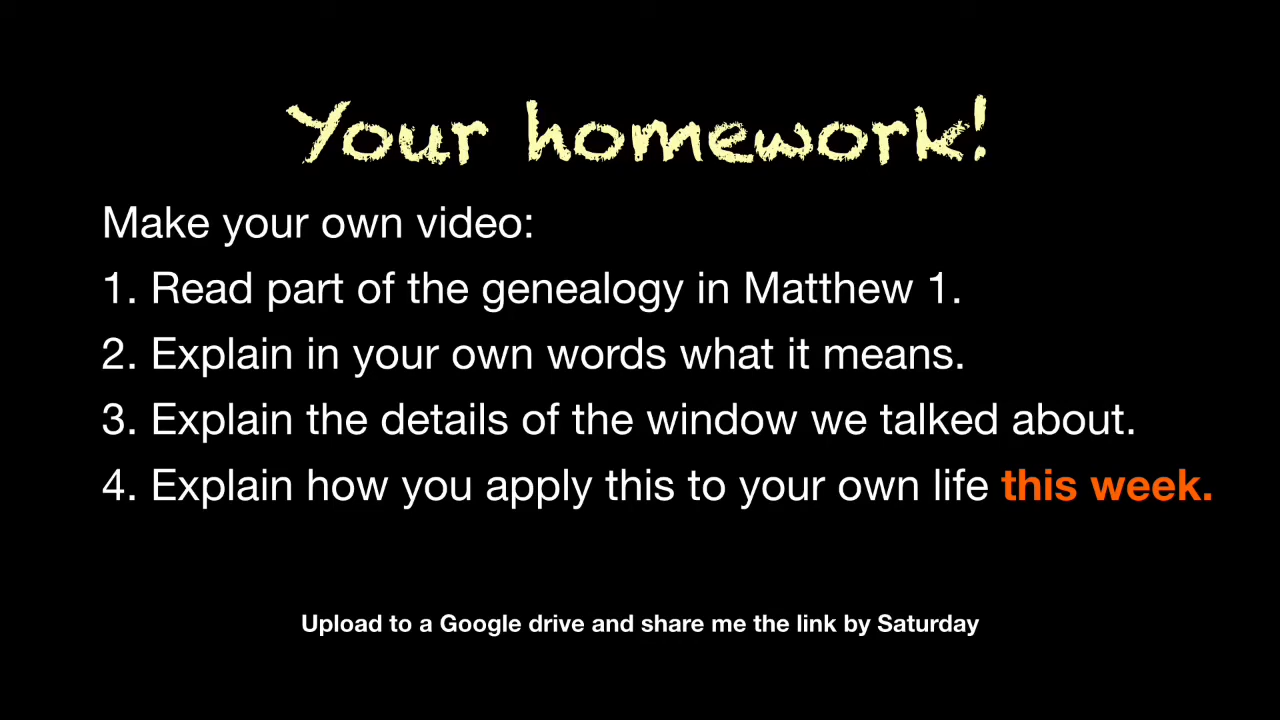 Your homework!
Make your own video:
1. Read part of the genealogy in Matthew 1.
2. Explain in your own words what it means.
3. Explain the details of the window we talked about.
4. Explain how you apply this to your own life this week.
Upload to a Google drive and share me the link by Saturday